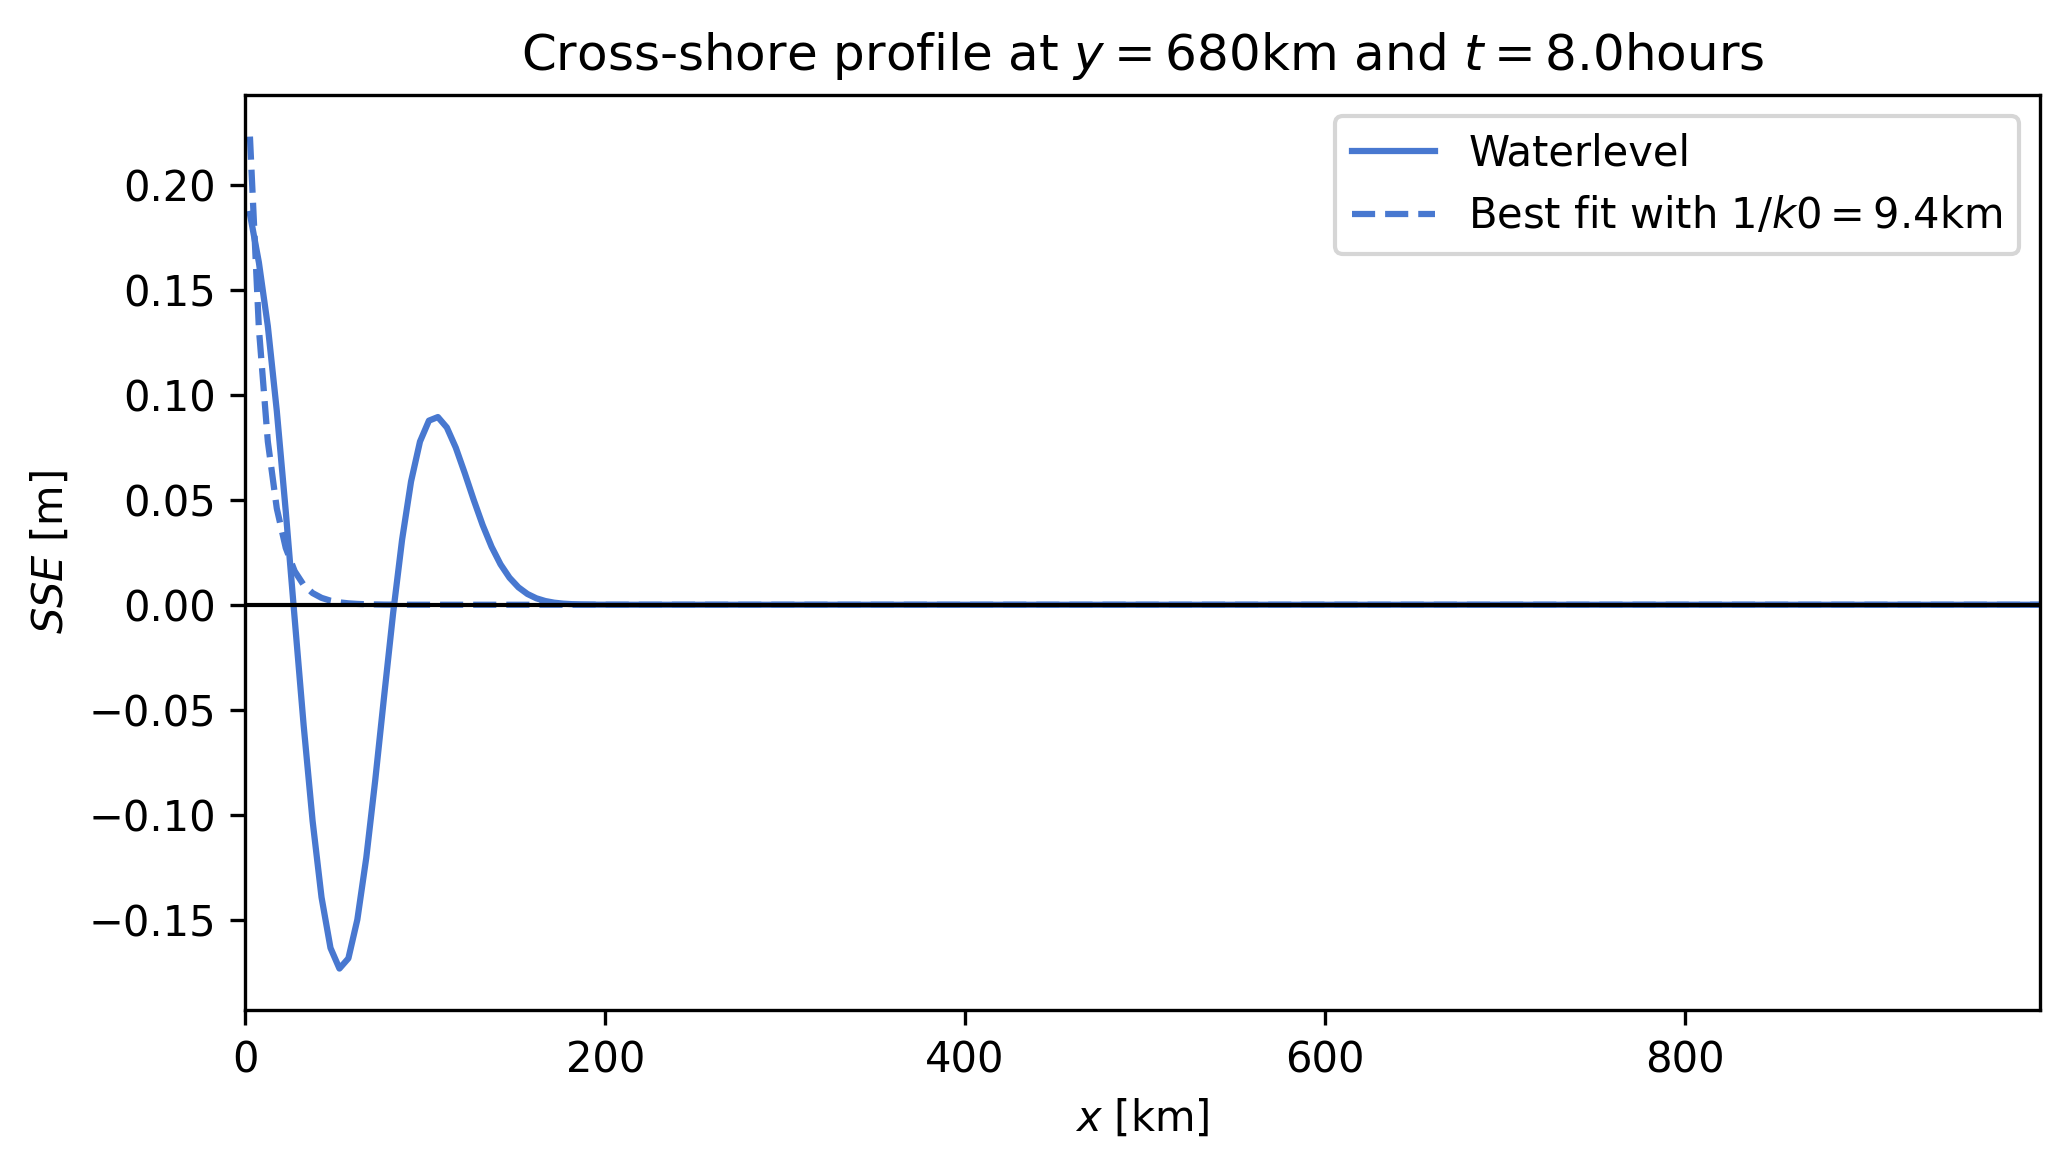 Cross-shore profile at y = 680km and t = 8.0hours
Waterlevel
Best fit with 1/k0 = 9.4km
0.20
0.15
0.10
0.05
0.00
−0.05
−0.10
−0.15
SSE [m]
0 200 400 600 800
x [km]